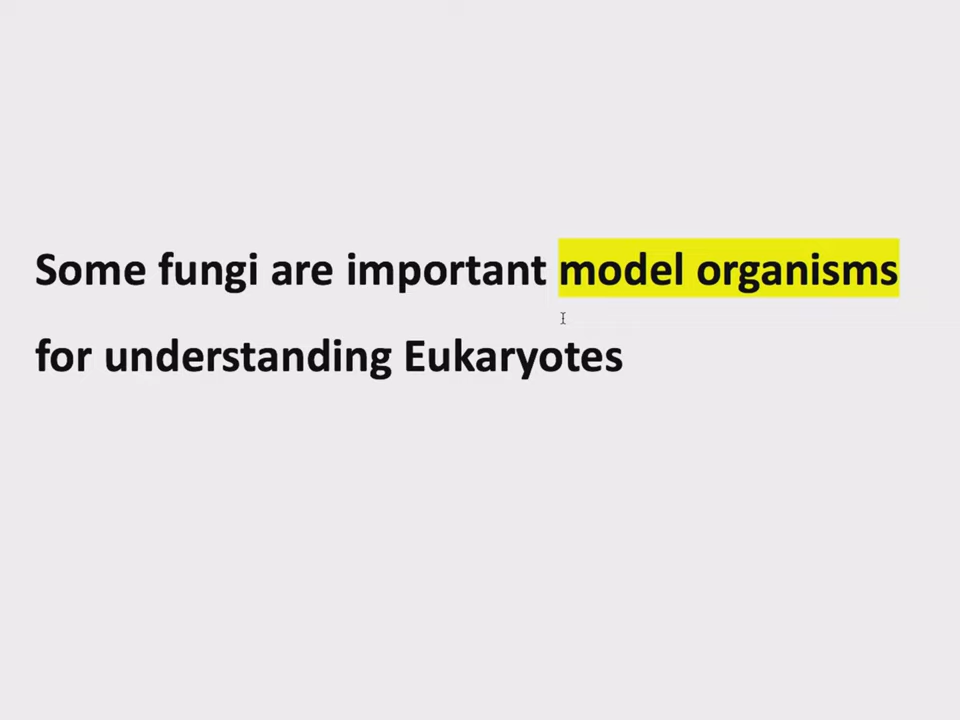 Some fungi are important model organisms
for understanding Eukaryotes